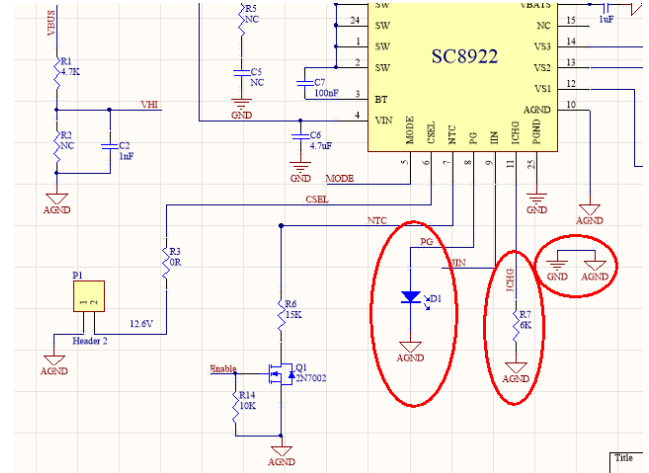 VBUS
R1
4.7K
VHI
R2
NC
C2
1nF
AGND
R5
NC
C5
NC
GND
C7
100nF
C6
4.7uF
GND
SC8922
SW
24
SW
1
SW
2
SW
3
BT
4
VIN
VBATS
NC
15
VS3
14
VS2
13
VS1
12
AGND
10
1uF
MODE
CSEL
NTC
PG
IIN
ICHG
PGND
5
6
7
8
9
11
25
MODE
CSEL
NTC
PG
IIN
ICHG
GND
AGND
GND
AGND
R3
0R
P1
1
2
12.6V
Header 2
AGND
R6
15K
D1
AGND
R7
6K
AGND
Enable
Q1
2N7002
R14
10K
AGND
Title